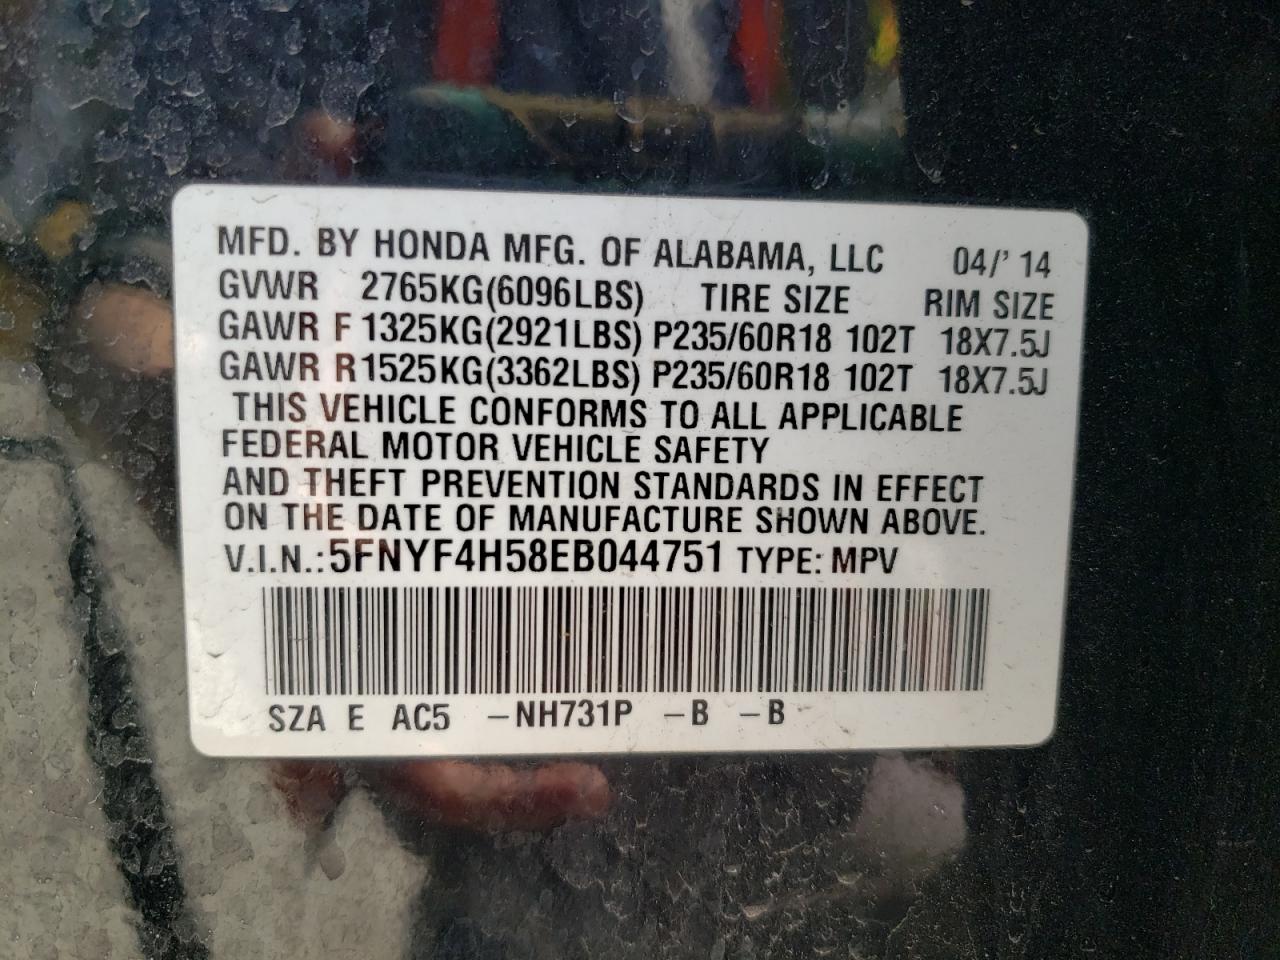 MFD. BY HONDA MFG. OF ALABAMA, LLC 04/' 14
GVWR 2765KG(6096LBS) TIRE SIZE RIM SIZE
GAWR F 1325KG(2921LBS) P235/60R18 102T 18X7.5J
GAWR R 1525KG(3362LBS) P235/60R18 102T 18X7.5J
THIS VEHICLE CONFORMS TO ALL APPLICABLE
FEDERAL MOTOR VEHICLE SAFETY
AND THEFT PREVENTION STANDARDS IN EFFECT
ON THE DATE OF MANUFACTURE SHOWN ABOVE.
V.I.N.: 5FNYF4H58EB044751 TYPE: MPV
SZA E AC5 –NH731P –B –B